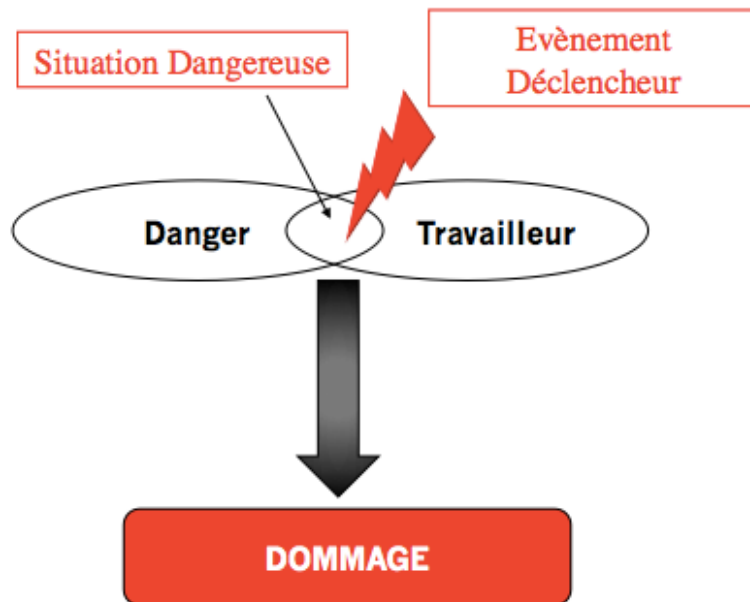 Situation Dangereuse
Evènement
Déclencheur
Danger
Travailleur
DOMMAGE